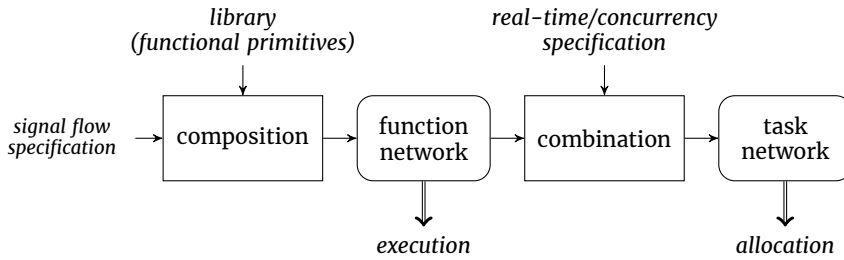 library
(functional primitives)
real-time/concurrency
specification
signal flow
specification
composition
function
network
combination
task
network
execution
allocation